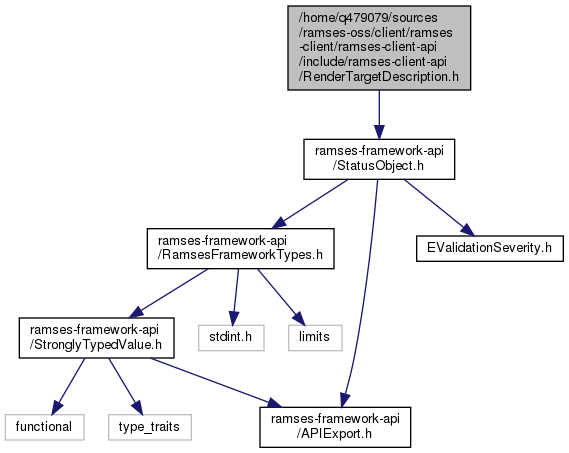 /home/q479079/sources
/ramses-oss/client/ramses
-client/ramses-client-api
/include/ramses-client-api
/RenderTargetDescription.h
ramses-framework-api
/StatusObject.h
ramses-framework-api
/RamsesFrameworkTypes.h
EValidationSeverity.h
ramses-framework-api
/StronglyTypedValue.h
stdint.h
limits
functional
type_traits
ramses-framework-api
/APIExport.h